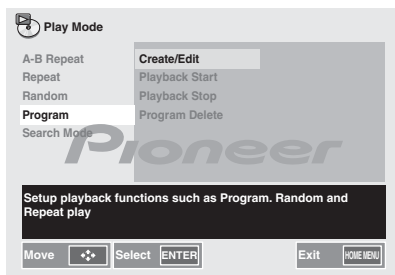 Play Mode
A-B Repeat Create/Edit
Repeat Playback Start
Random Playback Stop
Program Program Delete
Search Mode
Pioneer
Setup playback functions such as Program. Random and
Repeat play
Move Select ENTER Exit HOME MENU